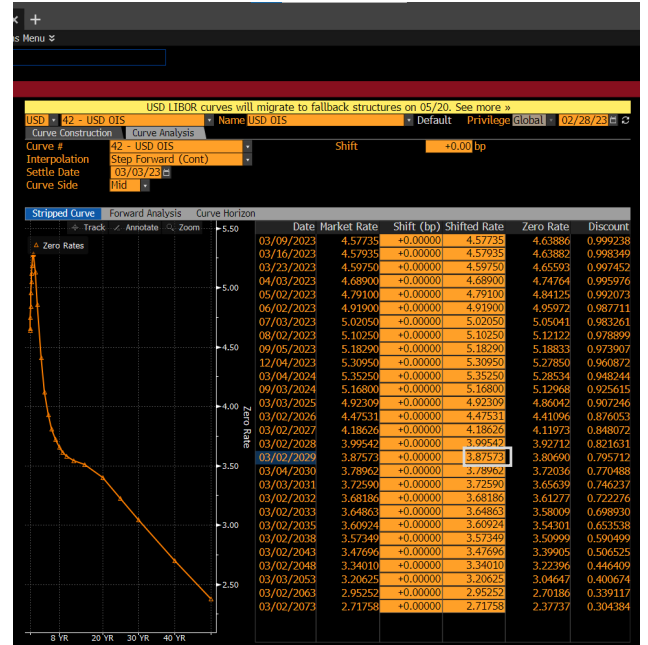 × +
s Menu
USD LIBOR curves will migrate to fallback structures on 05/20. See more »
USD 42 - USD OIS Name USD OIS Default Privilege Global 02/28/23
Curve Construction Curve Analysis
Curve # 42 - USD OIS Shift +0.00 bp
Interpolation Step Forward (Cont)
Settle Date 03/03/23
Curve Side Mid
Stripped Curve Forward Analysis Curve Horizon
Track Annotate Zoom
Zero Rates
5.50
5.00
4.50
4.00
3.50
3.00
2.50
Zero Rate
8 YR 20 YR 30 YR 40 YR
Date Market Rate Shift (bp) Shifted Rate Zero Rate Discount
03/09/2023 4.57735 +0.00000 4.57735 4.63886 0.999238
03/16/2023 4.57935 +0.00000 4.57935 4.63882 0.998349
03/23/2023 4.59750 +0.00000 4.59750 4.65593 0.997452
04/03/2023 4.68900 +0.00000 4.68900 4.74764 0.995976
05/02/2023 4.79100 +0.00000 4.79100 4.84125 0.992073
06/02/2023 4.91900 +0.00000 4.91900 4.95972 0.987711
07/03/2023 5.02050 +0.00000 5.02050 5.05041 0.983261
08/02/2023 5.10250 +0.00000 5.10250 5.12122 0.978899
09/05/2023 5.18290 +0.00000 5.18290 5.18833 0.973907
12/04/2023 5.30950 +0.00000 5.30950 5.27850 0.960872
03/04/2024 5.35250 +0.00000 5.35250 5.28534 0.948244
09/03/2024 5.16800 +0.00000 5.16800 5.12968 0.925615
03/03/2025 4.92309 +0.00000 4.92309 4.86042 0.907246
03/02/2026 4.47531 +0.00000 4.47531 4.41096 0.876053
03/02/2027 4.18626 +0.00000 4.18626 4.11973 0.848072
03/02/2028 3.99542 +0.00000 3.99542 3.92712 0.821631
03/02/2029 3.87573 +0.00000 3.87573 3.80690 0.795712
03/04/2030 3.78962 +0.00000 3.78962 3.72036 0.770488
03/03/2031 3.72590 +0.00000 3.72590 3.65639 0.746237
03/02/2032 3.68186 +0.00000 3.68186 3.61277 0.722276
03/02/2033 3.64863 +0.00000 3.64863 3.58009 0.698930
03/02/2035 3.60924 +0.00000 3.60924 3.54301 0.653538
03/02/2038 3.57349 +0.00000 3.57349 3.50999 0.590499
03/02/2043 3.47696 +0.00000 3.47696 3.39905 0.506525
03/02/2048 3.34010 +0.00000 3.34010 3.22396 0.446409
03/03/2053 3.20625 +0.00000 3.20625 3.04647 0.400674
03/02/2063 2.95252 +0.00000 2.95252 2.70186 0.339117
03/02/2073 2.71758 +0.00000 2.71758 2.37737 0.304384